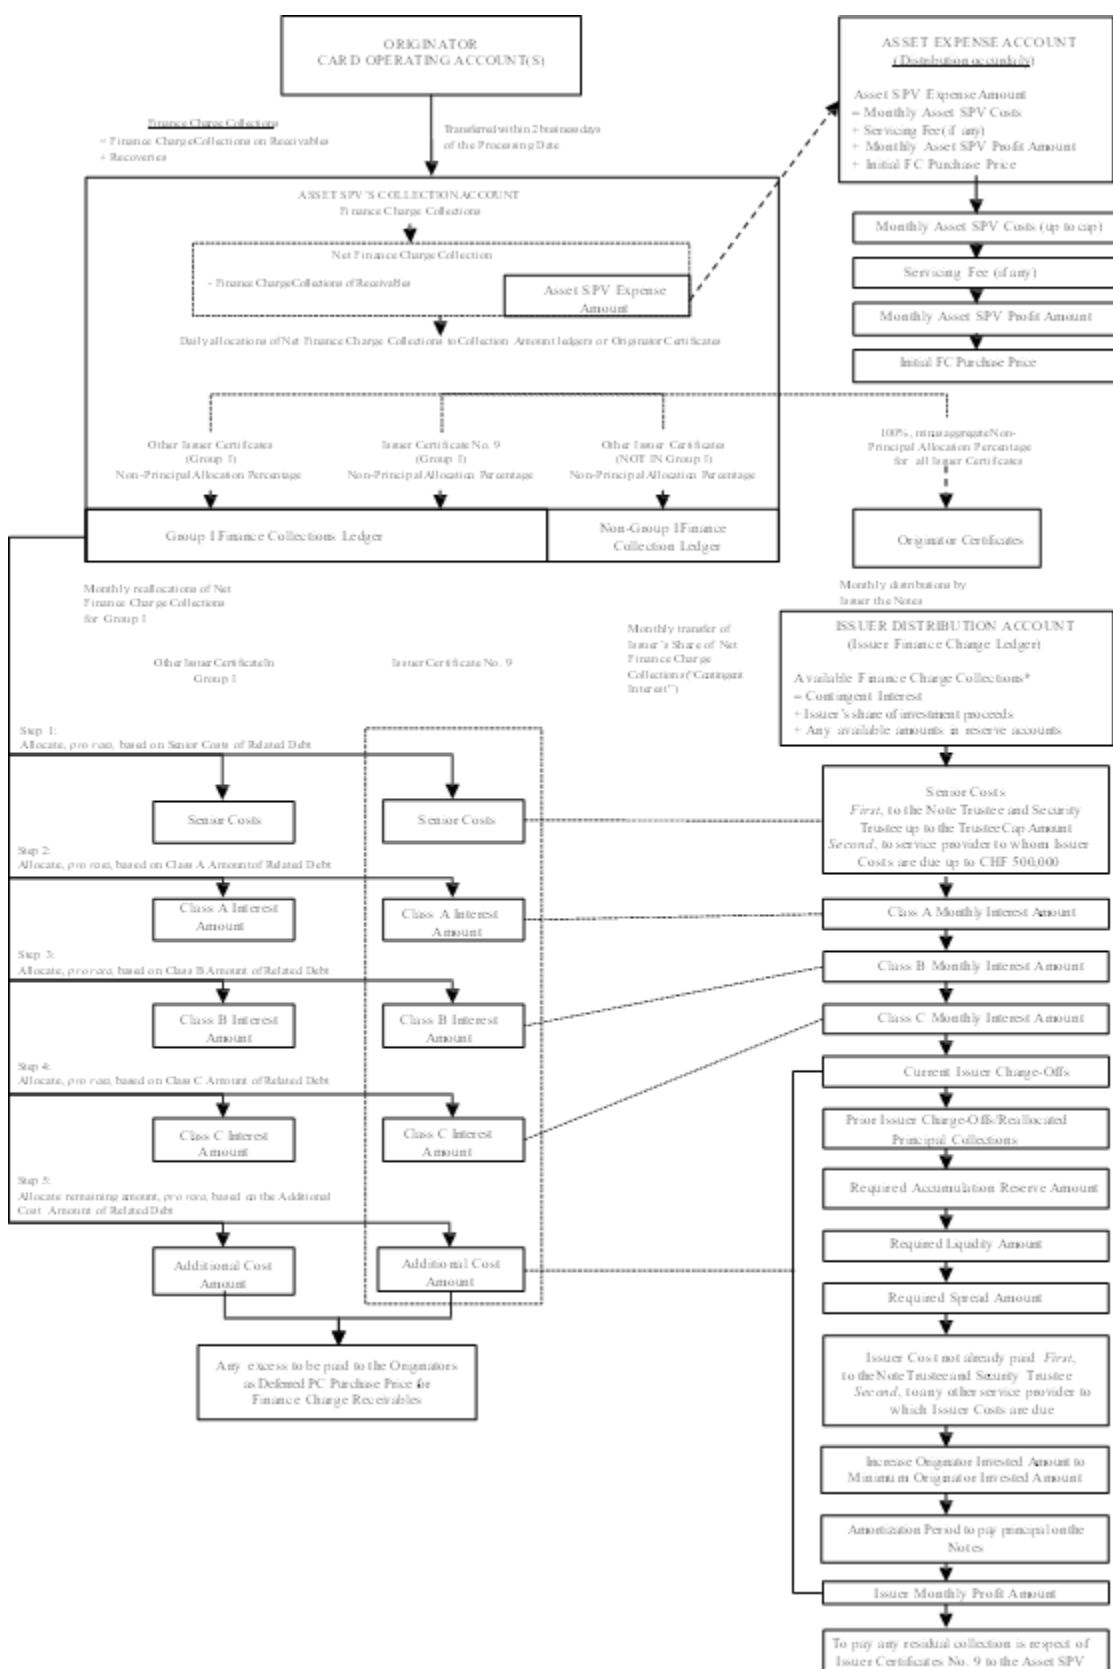 ORIGINATOR
CARD OPERATING ACCOUNT(S)
Finance Charge Collections
= Finance Charge Collections on Receivables
+ Recoveries
Transferred within 2 business days
of the Processing Date
ASSET EXPENSE ACCOUNT
(Distribution occurs daily)
Asset SPV Expense Amount
= Monthly Asset SPV Costs
+ Servicing Fee (if any)
+ Monthly Asset SPV Profit Amount
+ Initial FC Purchase Price
Monthly Asset SPV Costs (up to cap)
Servicing Fee (if any)
Monthly Asset SPV Profit Amount
Initial FC Purchase Price
ASSET SPV'S COLLECTION ACCOUNT
Finance Charge Collections
Net Finance Charge Collection
- Finance Charge Collections of Receivables
Asset SPV Expense
Amount
Daily allocations of Net Finance Charge Collections to Collection Amount ledgers or Originator Certificates
Other Issuer Certificates
(Group I)
Non-Principal Allocation Percentage
Issuer Certificate No. 9
(Group I)
Non-Principal Allocation Percentage
Other Issuer Certificates
(NOT IN Group I)
Non-Principal Allocation Percentage
100%, minus aggregate Non-
Principal Allocation Percentage
for all Issuer Certificates
Group I Finance Collections Ledger
Non-Group I Finance
Collection Ledger
Originator Certificates
Monthly reallocations of Net
Finance Charge Collections
for Group I
Other Issuer Certificate In
Group I
Issuer Certificate No. 9
Monthly transfer of
Issuer's Share of Net
Finance Charge
Collections ("Contingent
Interest")
Monthly distributions by
Issuer the Notes
ISSUER DISTRIBUTION ACCOUNT
(Issuer Finance Change Ledger)
Available Finance Charge Collections*
= Contingent Interest
+ Issuer's share of investment proceeds
+ Any available amounts in reserve accounts
Step 1:
Allocate, pro rata, based on Senior Costs of Related Debt
Senior Costs
Senior Costs
Step 2:
Allocate, pro rata, based on Class A Amount of Related Debt
Class A Interest
Amount
Class A Interest
Amount
Step 3:
Allocate, pro rata, based on Class B Amount of Related Debt
Class B Interest
Amount
Class B Interest
Amount
Step 4:
Allocate, pro rata, based on Class C Amount of Related Debt
Class C Interest
Amount
Class C Interest
Amount
Step 5:
Allocate remaining amount, pro rata, based on the Additional
Cost Amount of Related Debt
Additional Cost
Amount
Additional Cost
Amount
Any excess to be paid to the Originators
as Deferred PC Purchase Price for
Finance Charge Receivables
Senior Costs
First, to the Note Trustee and Security
Trustee up to the Trustee Cap Amount
Second, to service provider to whom Issuer
Costs are due up to CHF 500,000
Class A Monthly Interest Amount
Class B Monthly Interest Amount
Class C Monthly Interest Amount
Current Issuer Charge-Offs
Prior Issuer Charge-Offs/Reallocated
Principal Collections
Required Accumulation Reserve Amount
Required Liquidity Amount
Required Spread Amount
Issuer Cost not already paid First,
to the Note Trustee and Security Trustee
Second, to any other service provider to
which Issuer Costs are due
Increase Originator Invested Amount to
Minimum Originator Invested Amount
Amortization Period to pay principal on the
Notes
Issuer Monthly Profit Amount
To pay any residual collection is respect of
Issuer Certificates No. 9 to the Asset SPV